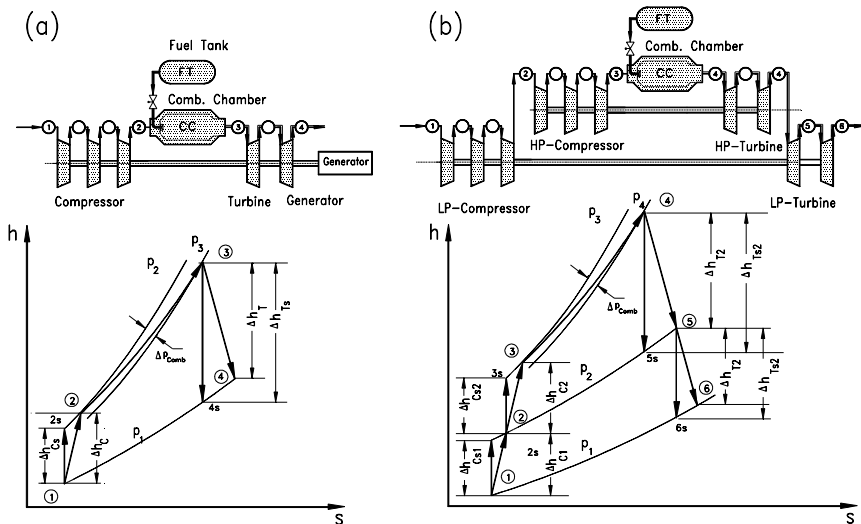 (a)
Fuel Tank
FT
Comb. Chamber
CC
1
2
3
4
Generator
Compressor
Turbine
Generator
h
p2
p3
3
ΔpComb
ΔhT
ΔhTs
2
2s
4
4s
p1
ΔhCs
ΔhC
1
S
(b)
FT
Comb. Chamber
CC
2
3
4
4
1
5
6
HP-Compressor
HP-Turbine
LP-Compressor
LP-Turbine
h
p3
p4
4
ΔpComb
ΔhT2
ΔhTs2
3
3s
5
5s
p2
ΔhCs2
ΔhC2
2
ΔhT2
ΔhTs2
6
6s
2s
p1
ΔhCs1
ΔhC1
1
S